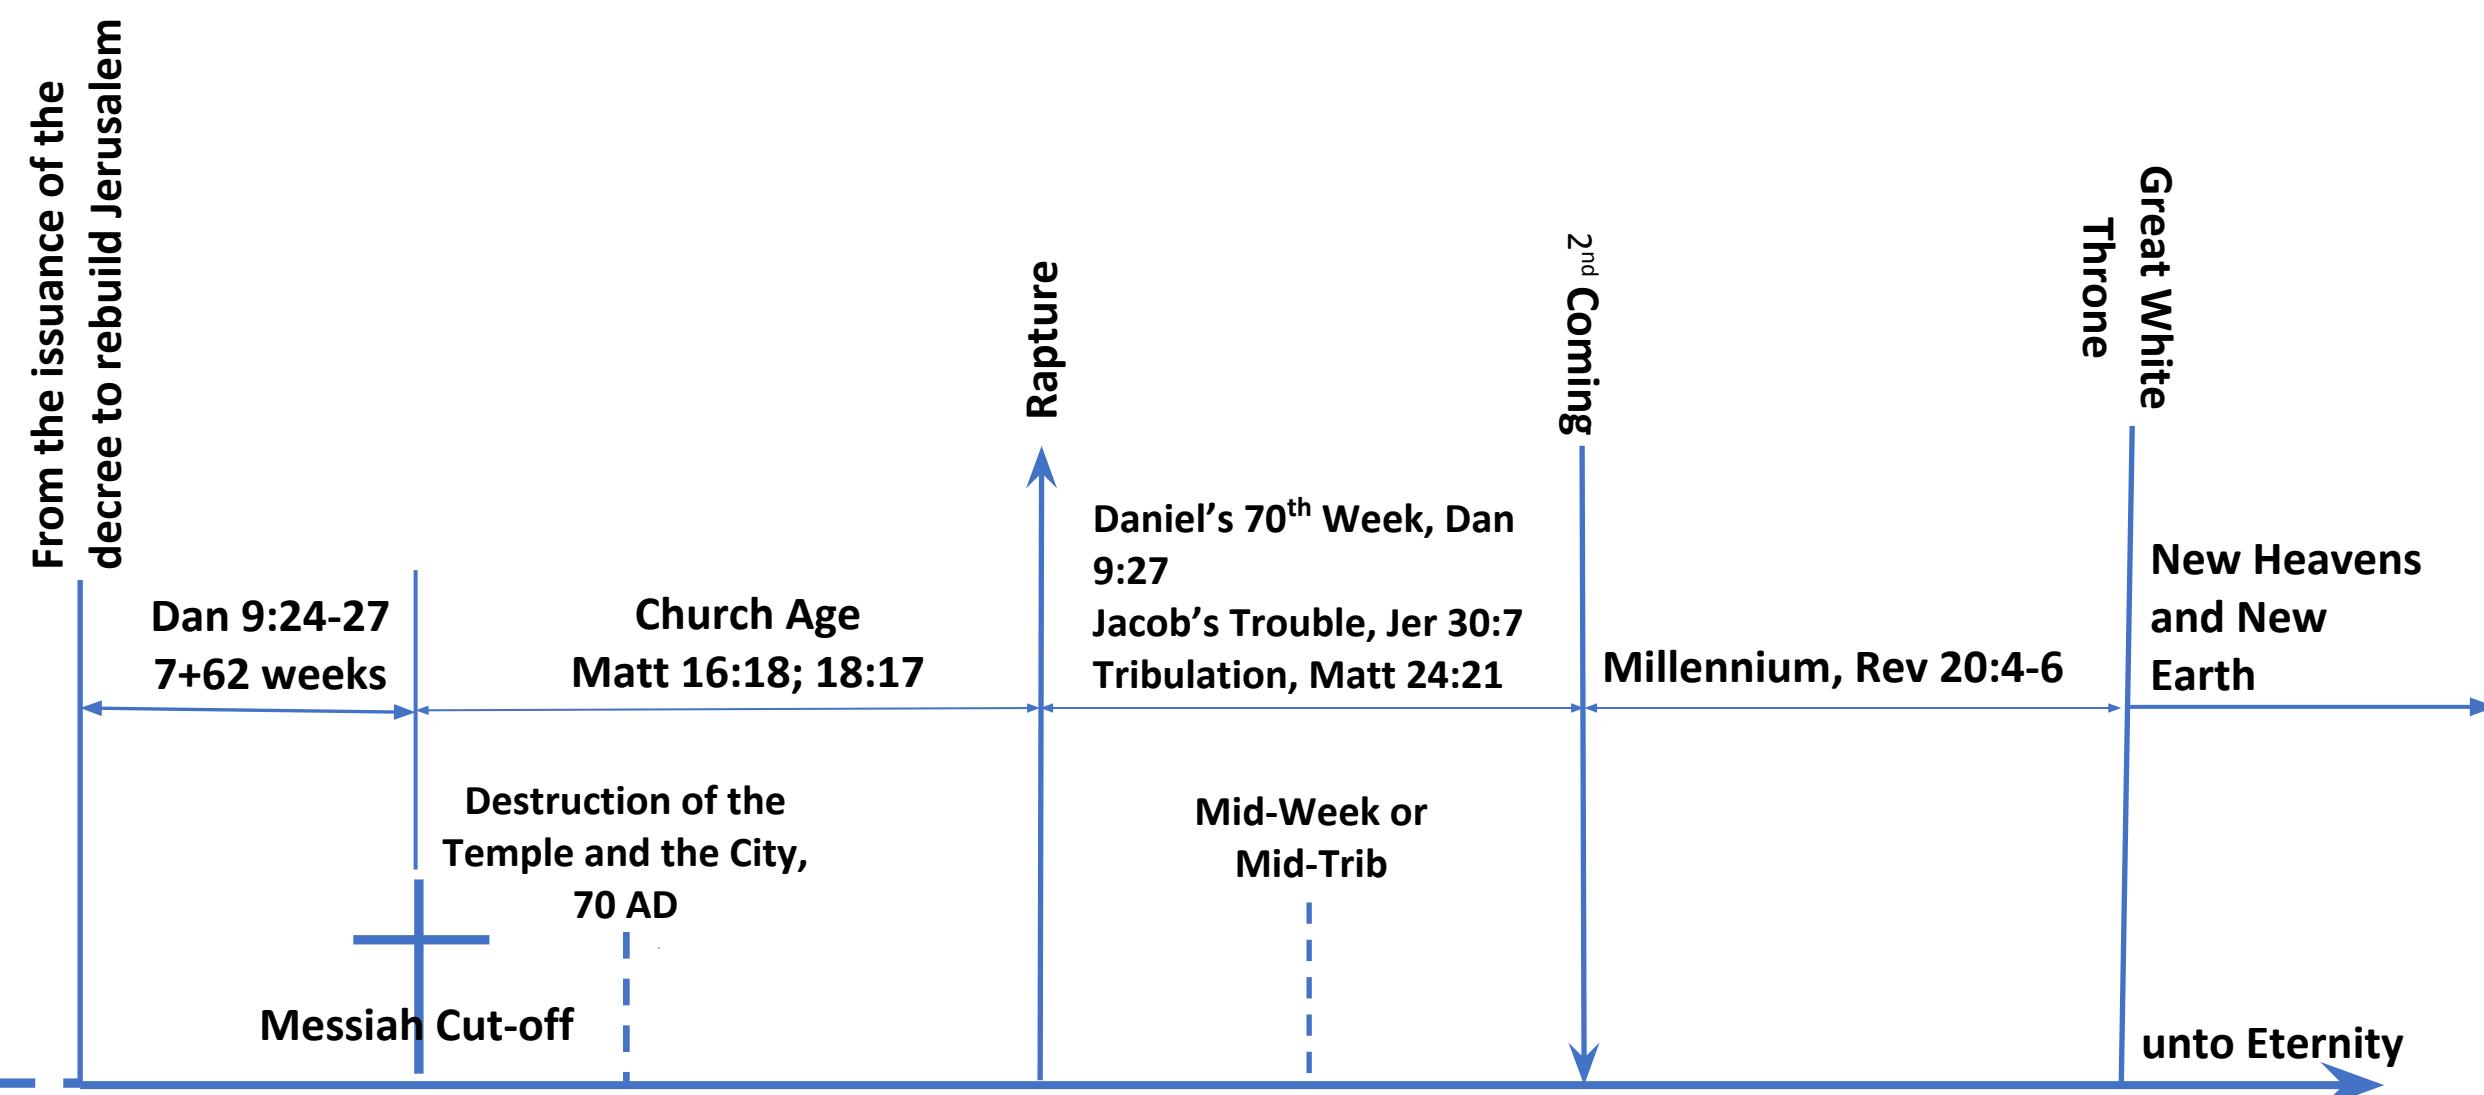 From the issuance of the
decree to rebuild Jerusalem
Dan 9:24-27
7+62 weeks
Messiah Cut-off
Church Age
Matt 16:18; 18:17
Destruction of the
Temple and the City,
70 AD
Rapture
Daniel’s 70th Week, Dan
9:27
Jacob’s Trouble, Jer 30:7
Tribulation, Matt 24:21
Mid-Week or
Mid-Trib
2nd Coming
Millennium, Rev 20:4-6
Great White
Throne
New Heavens
and New
Earth
unto Eternity